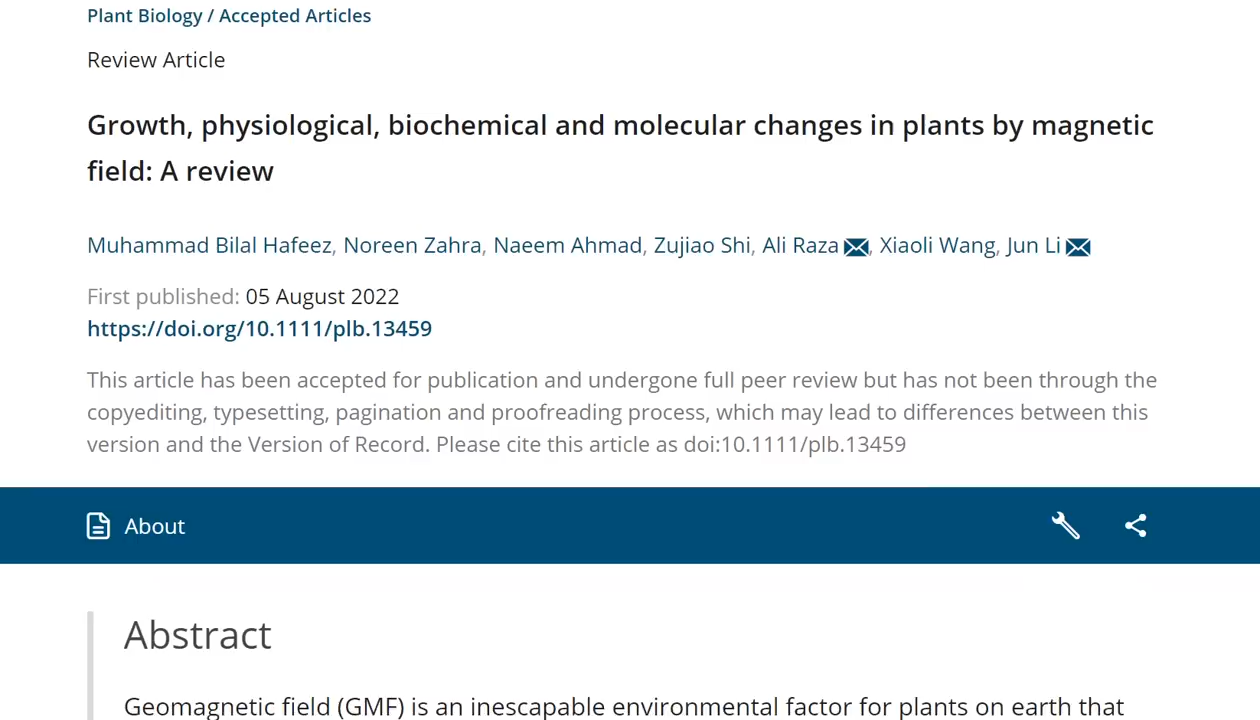 Plant Biology / Accepted Articles
Review Article
Growth, physiological, biochemical and molecular changes in plants by magnetic
field: A review
Muhammad Bilal Hafeez, Noreen Zahra, Naeem Ahmad, Zujiao Shi, Ali Raza, Xiaoli Wang, Jun Li
First published: 05 August 2022
https://doi.org/10.1111/plb.13459
This article has been accepted for publication and undergone full peer review but has not been through the
copyediting, typesetting, pagination and proofreading process, which may lead to differences between this
version and the Version of Record. Please cite this article as doi:10.1111/plb.13459
About
Abstract
Geomagnetic field (GMF) is an inescapable environmental factor for plants on earth that